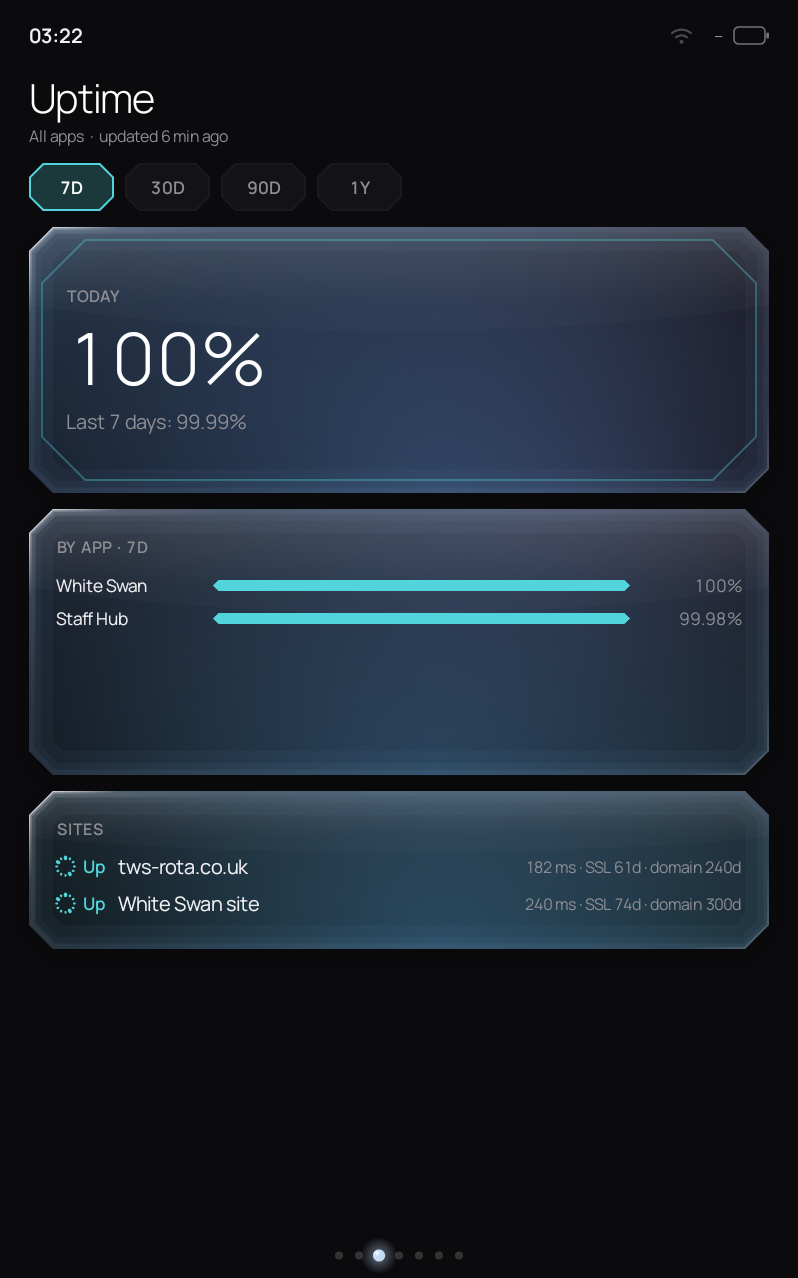 03:22
–
Uptime
All apps · updated 6 min ago
7D 30D 90D 1Y
TODAY
100%
Last 7 days: 99.99%
BY APP · 7D
White Swan 100%
Staff Hub 99.98%
SITES
Up tws-rota.co.uk 182 ms · SSL 61d · domain 240d
Up White Swan site 240 ms · SSL 74d · domain 300d